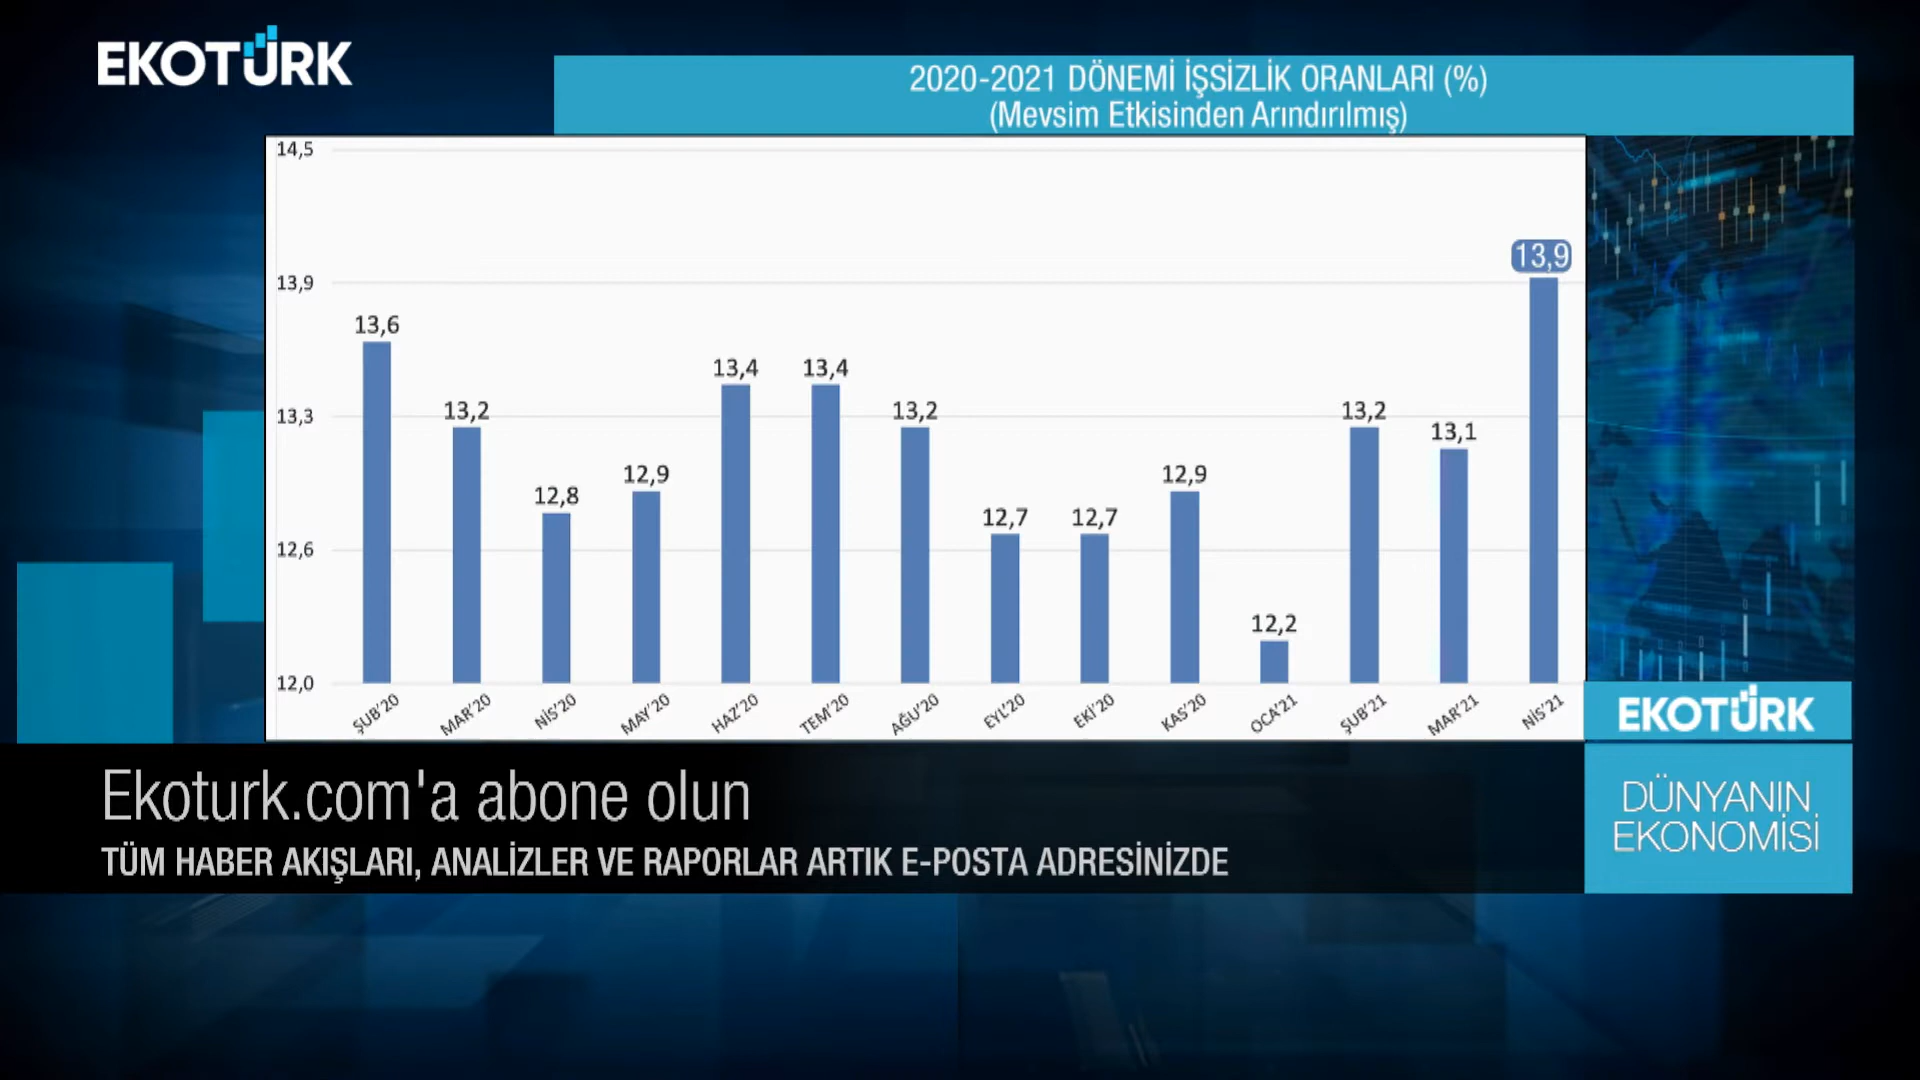 EKOTÜRK
2020-2021 DÖNEMİ İŞSİZLİK ORANLARI (%)
(Mevsim Etkisinden Arındırılmış)
14,5
13,9
13,3
12,6
12,0
13,6
13,2
12,8
12,9
13,4
13,4
13,2
12,7
12,7
12,9
12,2
13,2
13,1
13,9
ŞUB'20
MAR'20
NİS'20
MAY'20
HAZ'20
TEM'20
AĞU'20
EYL'20
EKİ'20
KAS'20
OCA'21
ŞUB'21
MAR'21
NİS'21
EKOTÜRK
Ekoturk.com'a abone olun
TÜM HABER AKIŞLARI, ANALİZLER VE RAPORLAR ARTIK E-POSTA ADRESİNİZDE
DÜNYANIN
EKONOMİSİ